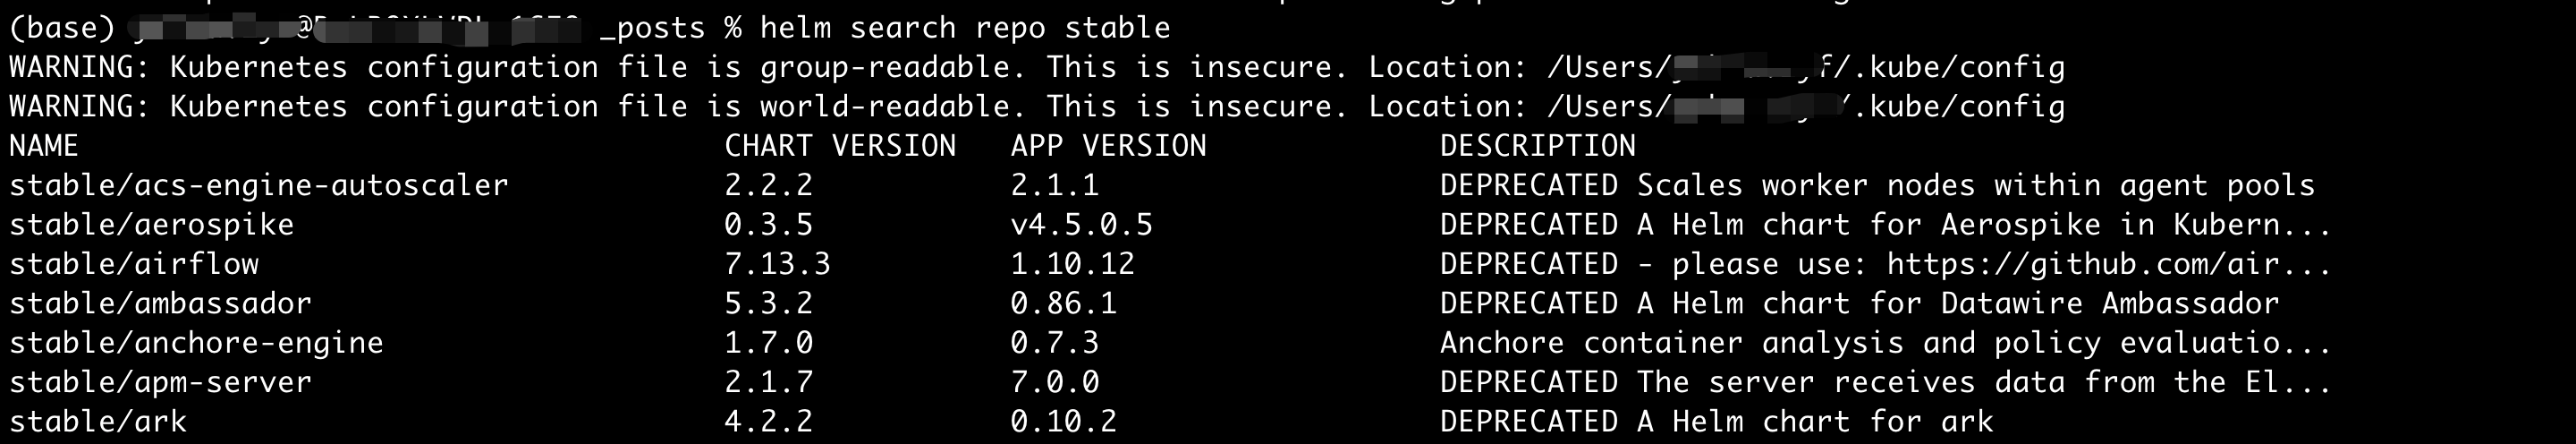 (base) @ _posts % helm search repo stable
WARNING: Kubernetes configuration file is group-readable. This is insecure. Location: /Users/ /.kube/config
WARNING: Kubernetes configuration file is world-readable. This is insecure. Location: /Users/ /.kube/config
NAME CHART VERSION APP VERSION DESCRIPTION
stable/acs-engine-autoscaler 2.2.2 2.1.1 DEPRECATED Scales worker nodes within agent pools
stable/aerospike 0.3.5 v4.5.0.5 DEPRECATED A Helm chart for Aerospike in Kubern...
stable/airflow 7.13.3 1.10.12 DEPRECATED - please use: https://github.com/air...
stable/ambassador 5.3.2 0.86.1 DEPRECATED A Helm chart for Datawire Ambassador
stable/anchore-engine 1.7.0 0.7.3 Anchore container analysis and policy evaluatio...
stable/apm-server 2.1.7 7.0.0 DEPRECATED The server receives data from the El...
stable/ark 4.2.2 0.10.2 DEPRECATED A Helm chart for ark